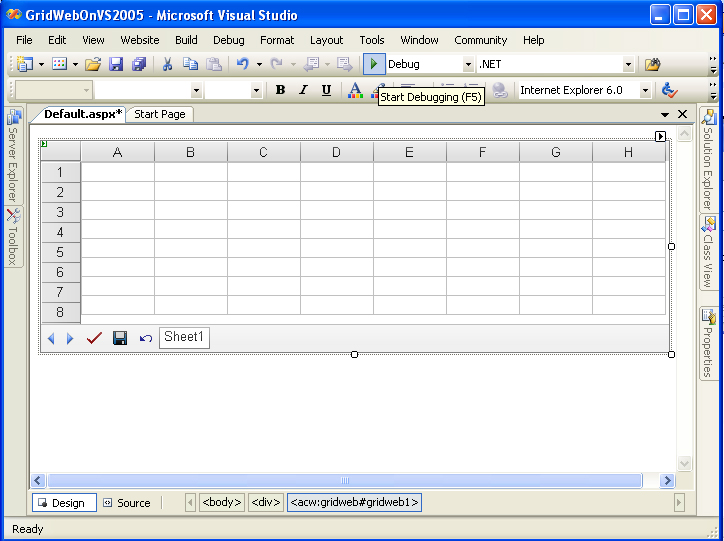 GridWebOnVS2005 - Microsoft Visual Studio
File Edit View Website Build Debug Format Layout Tools Window Community Help
Debug .NET
B I U A Internet Explorer 6.0
Start Debugging (F5)
Default.aspx* Start Page
Server Explorer
Toolbox
A B C D E F G H
1
2
3
4
5
6
7
8
Sheet1
Solution Explorer
Class View
Properties
Design Source <body> <div> <acw:gridweb#gridweb1>
Ready